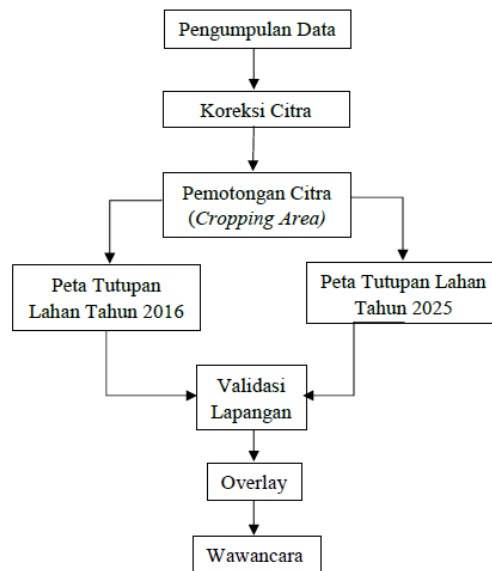 Pengumpulan Data
Koreksi Citra
Pemotongan Citra
(Cropping Area)
Peta Tutupan
Lahan Tahun 2016
Peta Tutupan Lahan
Tahun 2025
Validasi
Lapangan
Overlay
Wawancara